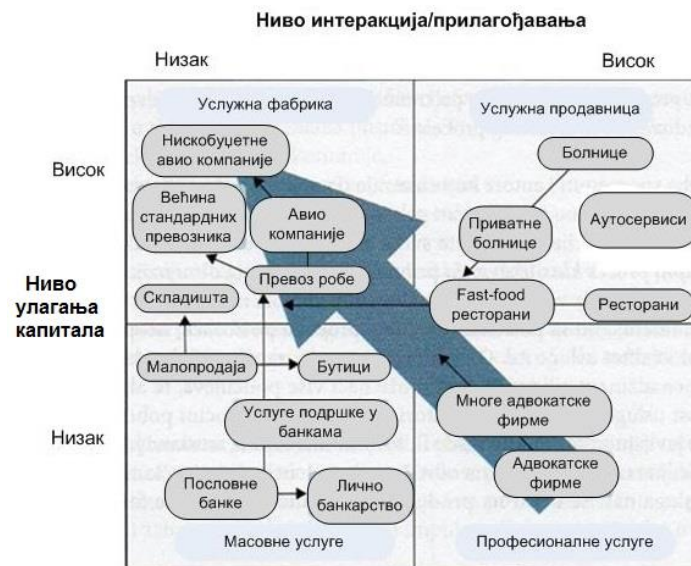 Ниво интеракција/прилагођавања
Низак
Висок
Услужна фабрика
Услужна продавница
Нискобуџетне
авио компаније
Болнице
Висок
Већина
стандардних
превозника
Авио
компаније
Приватне
болнице
Аутосервиси
Превоз робе
Ниво
улагања
капитала
Складишта
Fast-food
ресторани
Ресторани
Малопродаја
Бутици
Услуге подршке у
банкама
Многе адвокатске
фирме
Низак
Пословне
банке
Лично
банкарство
Адвокатске
фирме
Масовне услуге
Професионалне услуге